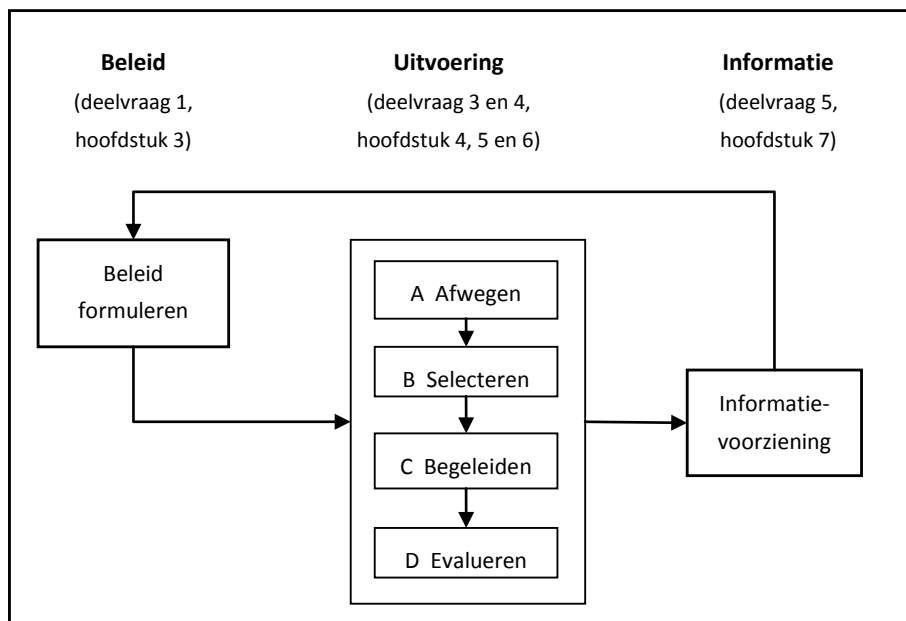 Beleid
(deelvraag 1,
hoofdstuk 3)
Uitvoering
(deelvraag 3 en 4,
hoofdstuk 4, 5 en 6)
Informatie
(deelvraag 5,
hoofdstuk 7)
Beleid
formuleren
A Afwegen
B Selecteren
C Begeleiden
D Evalueren
Informatie-
voorziening